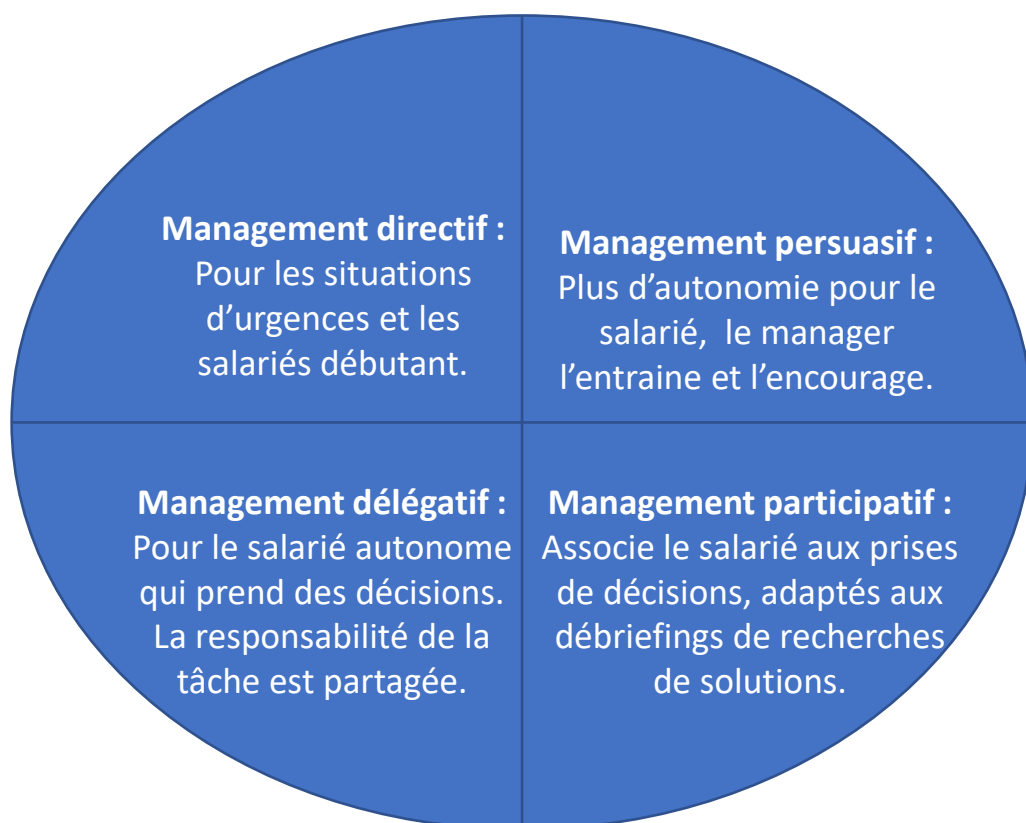 Management directif :
Pour les situations
d’urgences et les
salariés débutant.
Management persuasif :
Plus d’autonomie pour le
salarié,  le manager
l’entraine et l’encourage.
Management délégatif :
Pour le salarié autonome
qui prend des décisions.
La responsabilité de la
tâche est partagée.
Management participatif :
Associe le salarié aux prises
de décisions, adaptés aux
débriefings de recherches
de solutions.